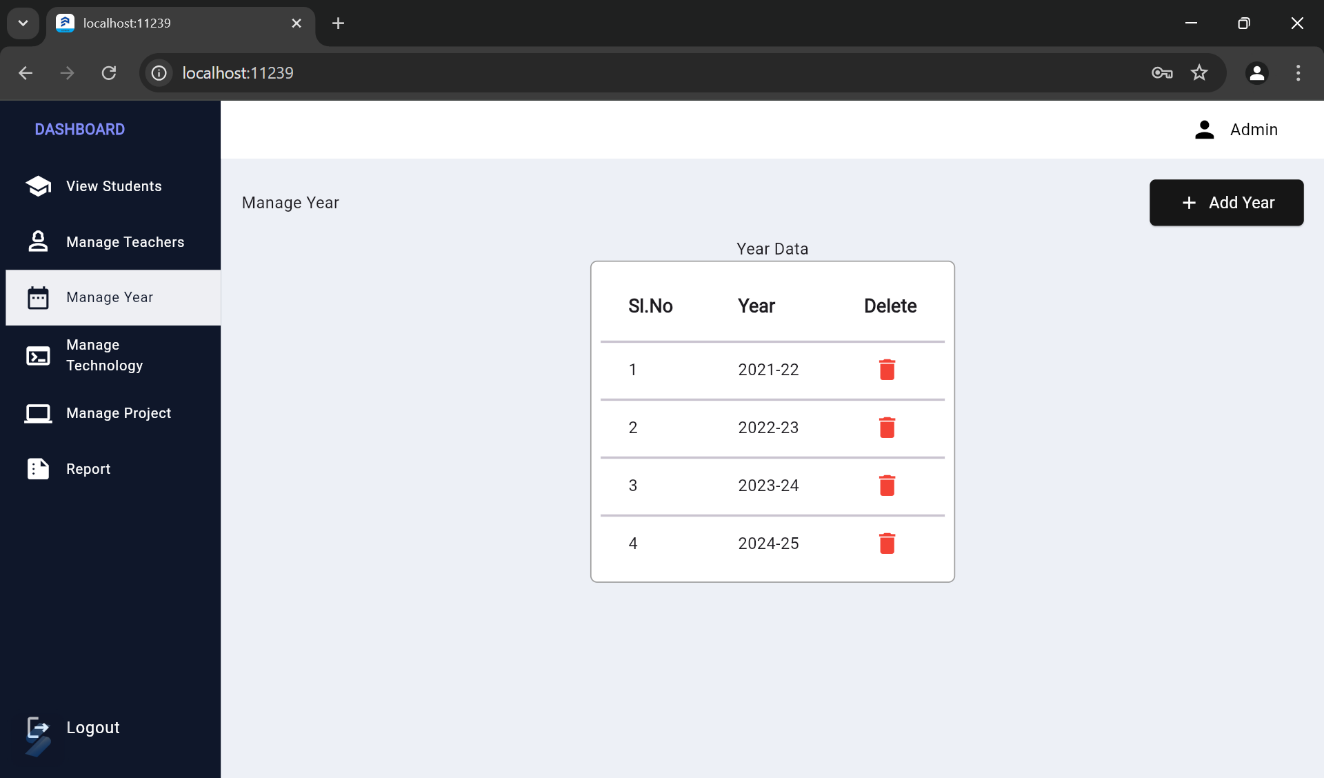 localhost:11239
localhost:11239
DASHBOARD
Admin
View Students
Manage Teachers
Manage Year
Manage
Technology
Manage Project
Report
Logout
Manage Year
Add Year
Year Data
Sl.No Year Delete
1 2021-22
2 2022-23
3 2023-24
4 2024-25